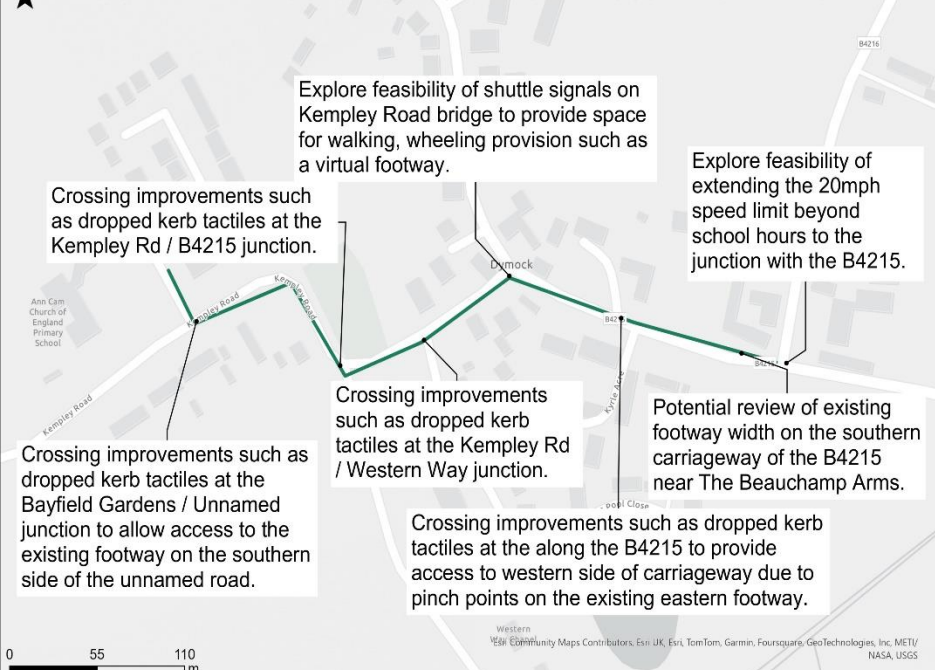 B4216
Explore feasibility of shuttle signals on
Kempley Road bridge to provide space
for walking, wheeling provision such as
a virtual footway.
Explore feasibility of
extending the 20mph
speed limit beyond
school hours to the
junction with the B4215.
Crossing improvements such
as dropped kerb tactiles at the
Kempley Rd / B4215 junction.
Dymock
Kempley Road
Kempley Road
Ann Cam
Church of
England
Primary
School
B4215
Kempley Road
Kyrle Acre
Crossing improvements
such as dropped kerb
tactiles at the Kempley Rd
/ Western Way junction.
Potential review of existing
footway width on the southern
carriageway of the B4215
near The Beauchamp Arms.
Crossing improvements such as
dropped kerb tactiles at the
Bayfield Gardens / Unnamed
junction to allow access to the
existing footway on the southern
side of the unnamed road.
Pool Close
Crossing improvements such as dropped kerb
tactiles at the along the B4215 to provide
access to western side of carriageway due to
pinch points on the existing eastern footway.
Western
Esri Community Maps Contributors, Esri UK, Esri, TomTom, Garmin, Foursquare, GeoTechnologies, Inc, METI/
NASA, USGS
0 55 110
m